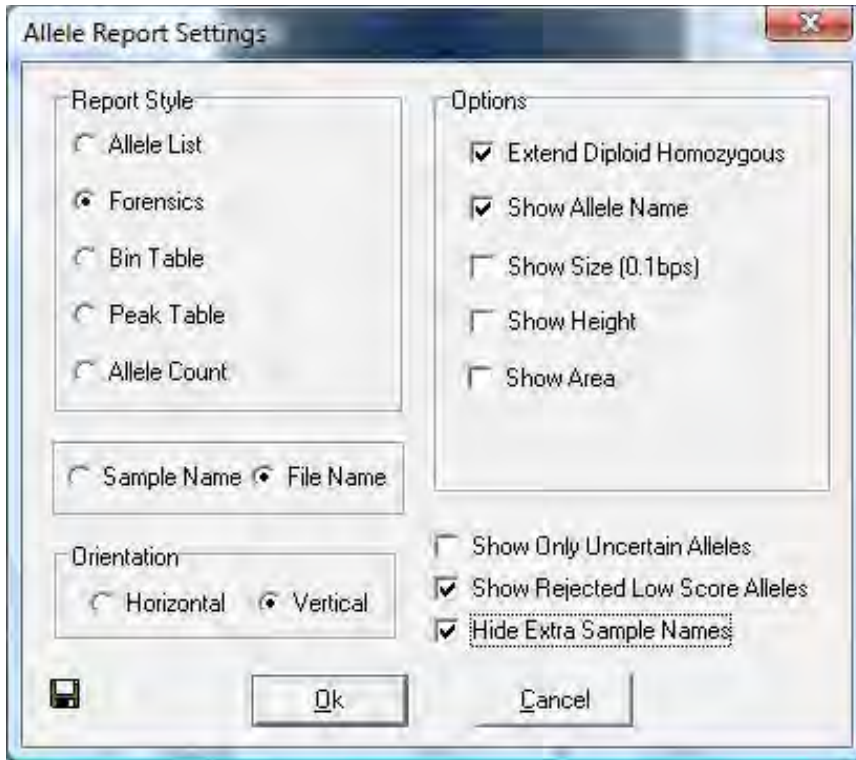 Allele Report Settings
Report Style
Allele List
Forensics
Bin Table
Peak Table
Allele Count
Sample Name File Name
Orientation
Horizontal Vertical
Options
Extend Diploid Homozygous
Show Allele Name
Show Size (0.1bps)
Show Height
Show Area
Show Only Uncertain Alleles
Show Rejected Low Score Alleles
Hide Extra Sample Names
Ok Cancel